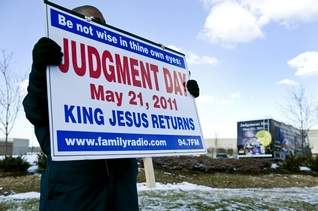 Be not wise in thine own eyes!
JUDGMENT DAY
May 21, 2011
KING JESUS RETURNS
www.familyradio.com 94.7FM